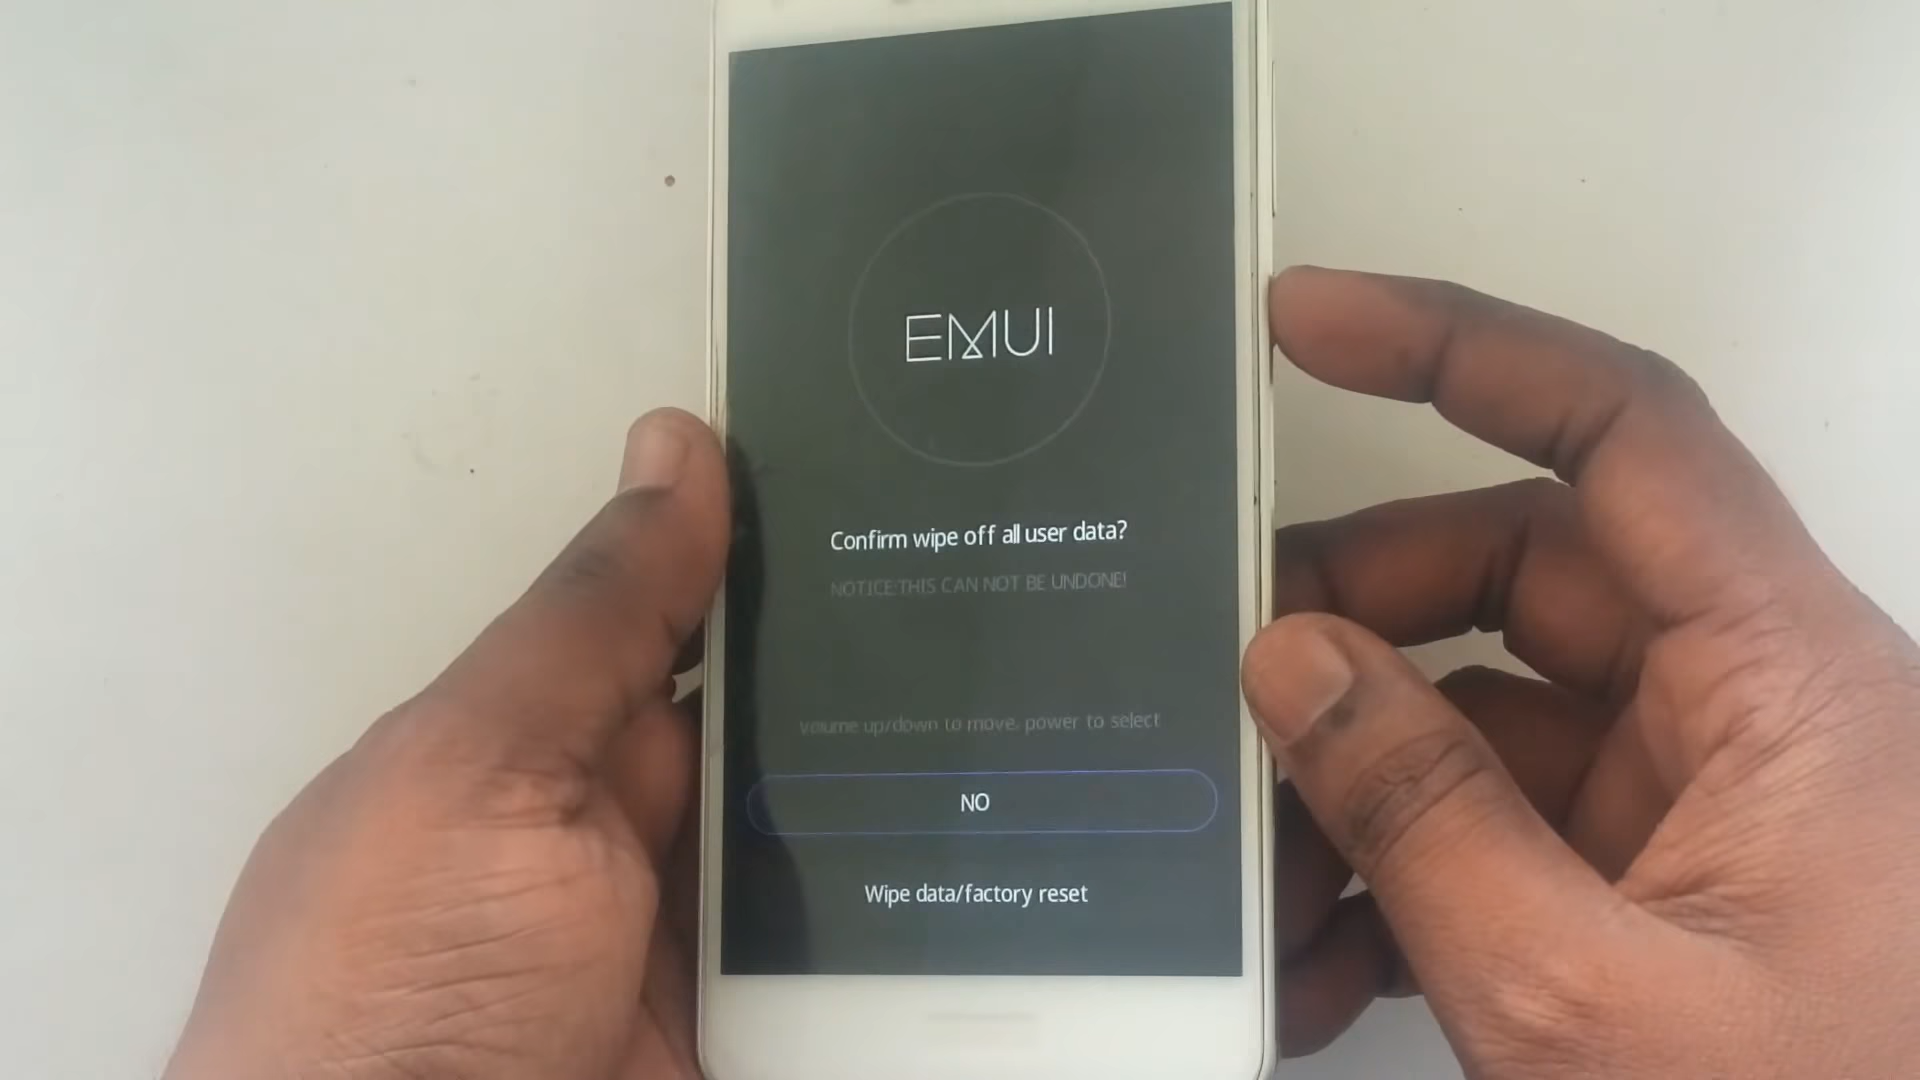 EMUI
Confirm wipe off all user data?
NOTICE:THIS CAN NOT BE UNDONE!
Volume up/down to move. power to select
NO
Wipe data/factory reset